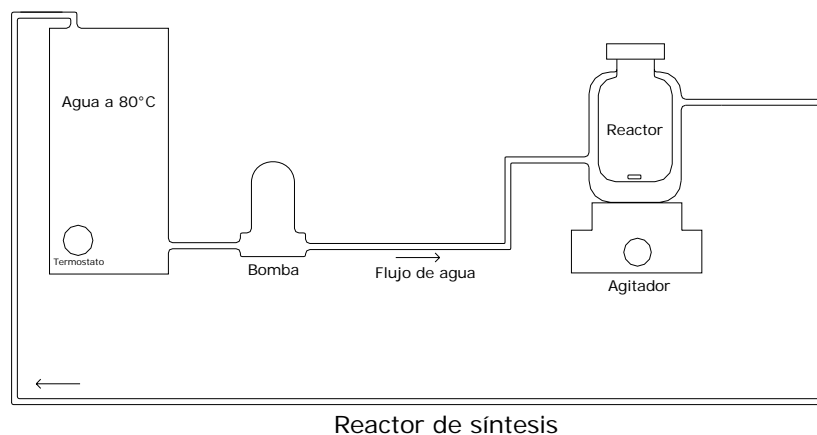 Agua a 80°C
Reactor
Termostato
Bomba
Flujo de agua
Agitador
Reactor de síntesis